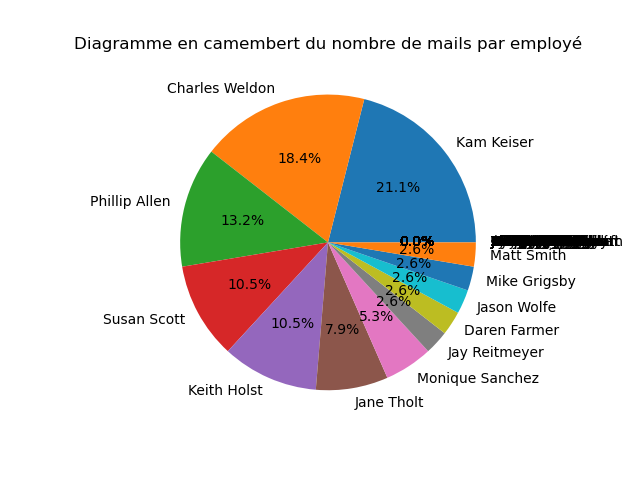 Diagramme en camembert du nombre de mails par employé
Charles Weldon
Kam Keiser
18.4%
21.1%
Phillip Allen
13.2%
0.0%
2.6%
Matt Smith
2.6%
Mike Grigsby
2.6%
Jason Wolfe
2.6%
Daren Farmer
2.6%
Jay Reitmeyer
10.5%
Susan Scott
5.3%
Monique Sanchez
10.5%
Keith Holst
7.9%
Jane Tholt